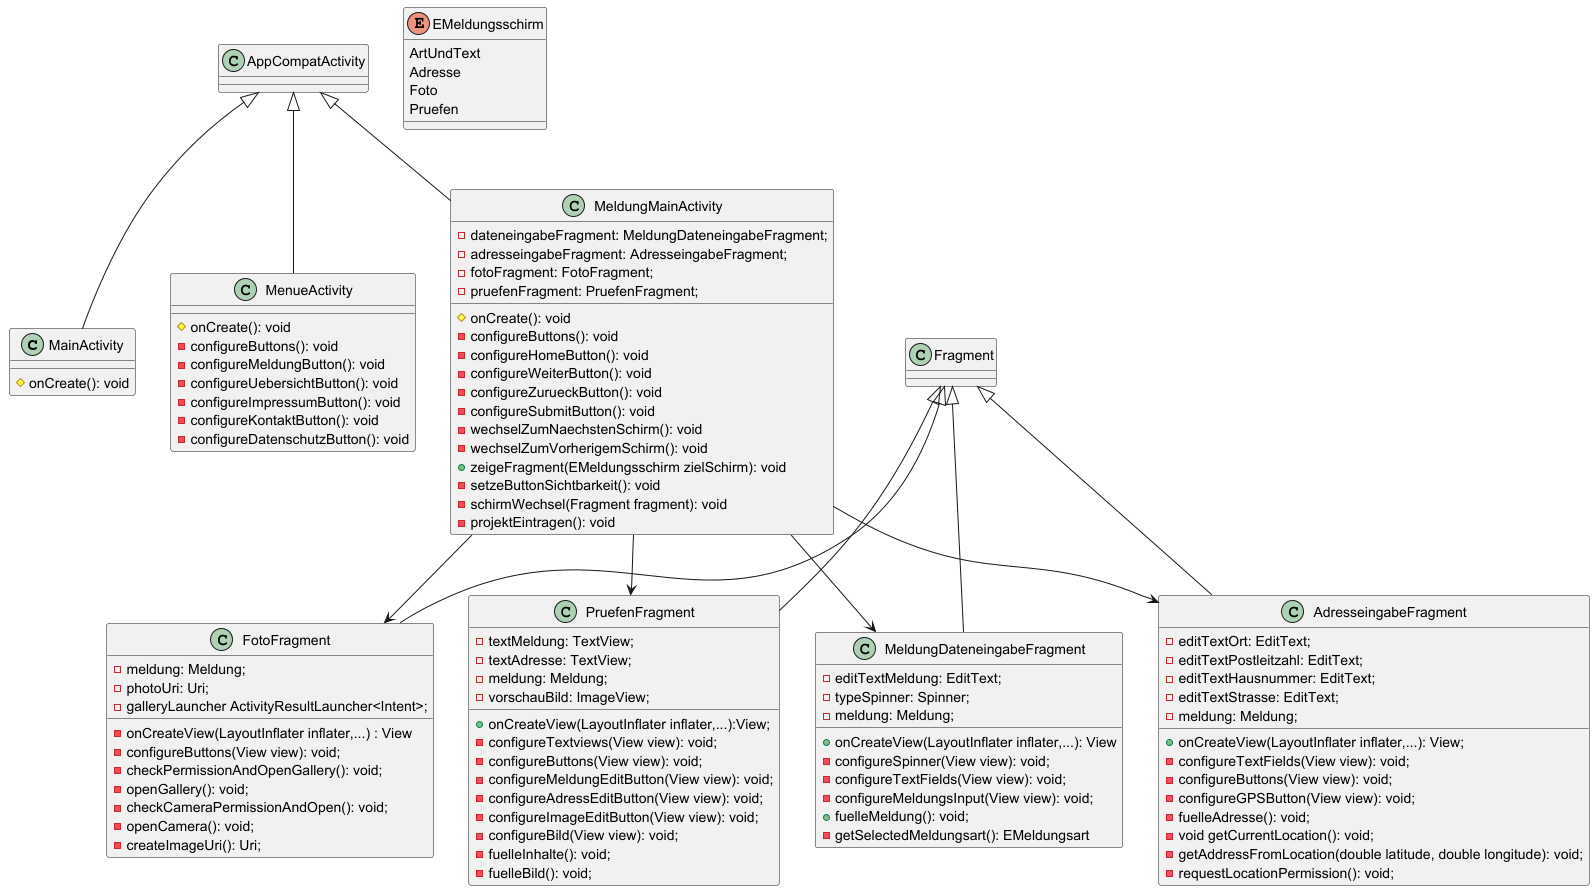 AppCompatActivity
EMeldungsschirm
ArtUndText
Adresse
Foto
Pruefen
MainActivity
onCreate(): void
MenueActivity
onCreate(): void
configureButtons(): void
configureMeldungButton(): void
configureUebersichtButton(): void
configureImpressumButton(): void
configureKontaktButton(): void
configureDatenschutzButton(): void
MeldungMainActivity
dateneingabeFragment: MeldungDateneingabeFragment;
adresseingabeFragment: AdresseingabeFragment;
fotoFragment: FotoFragment;
pruefenFragment: PruefenFragment;
onCreate(): void
configureButtons(): void
configureHomeButton(): void
configureWeiterButton(): void
configureZurueckButton(): void
configureSubmitButton(): void
wechselZumNaechstenSchirm(): void
wechselZumVorherigemSchirm(): void
zeigeFragment(EMeldungsschirm zielSchirm): void
setzeButtonSichtbarkeit(): void
schirmWechsel(Fragment fragment): void
projektEintragen(): void
Fragment
FotoFragment
meldung: Meldung;
photoUri: Uri;
galleryLauncher ActivityResultLauncher<Intent>;
onCreateView(LayoutInflater inflater,...) : View
configureButtons(View view): void;
checkPermissionAndOpenGallery(): void;
openGallery(): void;
checkCameraPermissionAndOpen(): void;
openCamera(): void;
createImageUri(): Uri;
PruefenFragment
textMeldung: TextView;
textAdresse: TextView;
meldung: Meldung;
vorschauBild: ImageView;
onCreateView(LayoutInflater inflater,...):View;
configureTextviews(View view): void;
configureButtons(View view): void;
configureMeldungEditButton(View view): void;
configureAdressEditButton(View view): void;
configureImageEditButton(View view): void;
configureBild(View view): void;
fuelleInhalte(): void;
fuelleBild(): void;
MeldungDateneingabeFragment
editTextMeldung: EditText;
typeSpinner: Spinner;
meldung: Meldung;
onCreateView(LayoutInflater inflater,...): View
configureSpinner(View view): void;
configureTextFields(View view): void;
configureMeldungsInput(View view): void;
fuelleMeldung(): void;
getSelectedMeldungsart(): EMeldungsart
AdresseingabeFragment
editTextOrt: EditText;
editTextPostleitzahl: EditText;
editTextHausnummer: EditText;
editTextStrasse: EditText;
meldung: Meldung;
onCreateView(LayoutInflater inflater,...): View;
configureTextFields(View view): void;
configureButtons(View view): void;
configureGPSButton(View view): void;
fuelleAdresse(): void;
void getCurrentLocation(): void;
getAddressFromLocation(double latitude, double longitude): void;
requestLocationPermission(): void;